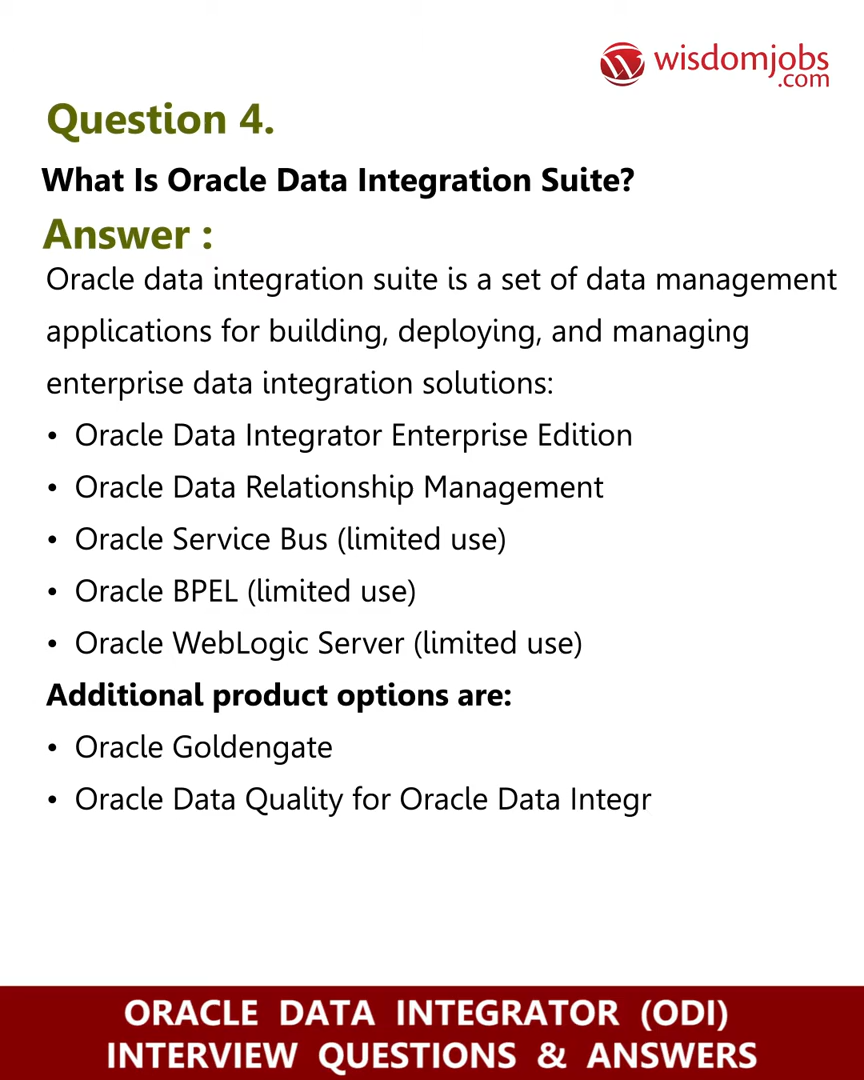 wisdomjobs
.com
Question 4.
What Is Oracle Data Integration Suite?
Answer :
Oracle data integration suite is a set of data management
applications for building, deploying, and managing
enterprise data integration solutions:
• Oracle Data Integrator Enterprise Edition
• Oracle Data Relationship Management
• Oracle Service Bus (limited use)
• Oracle BPEL (limited use)
• Oracle WebLogic Server (limited use)
Additional product options are:
• Oracle Goldengate
• Oracle Data Quality for Oracle Data Integr
ORACLE DATA INTEGRATOR (ODI)
INTERVIEW QUESTIONS & ANSWERS